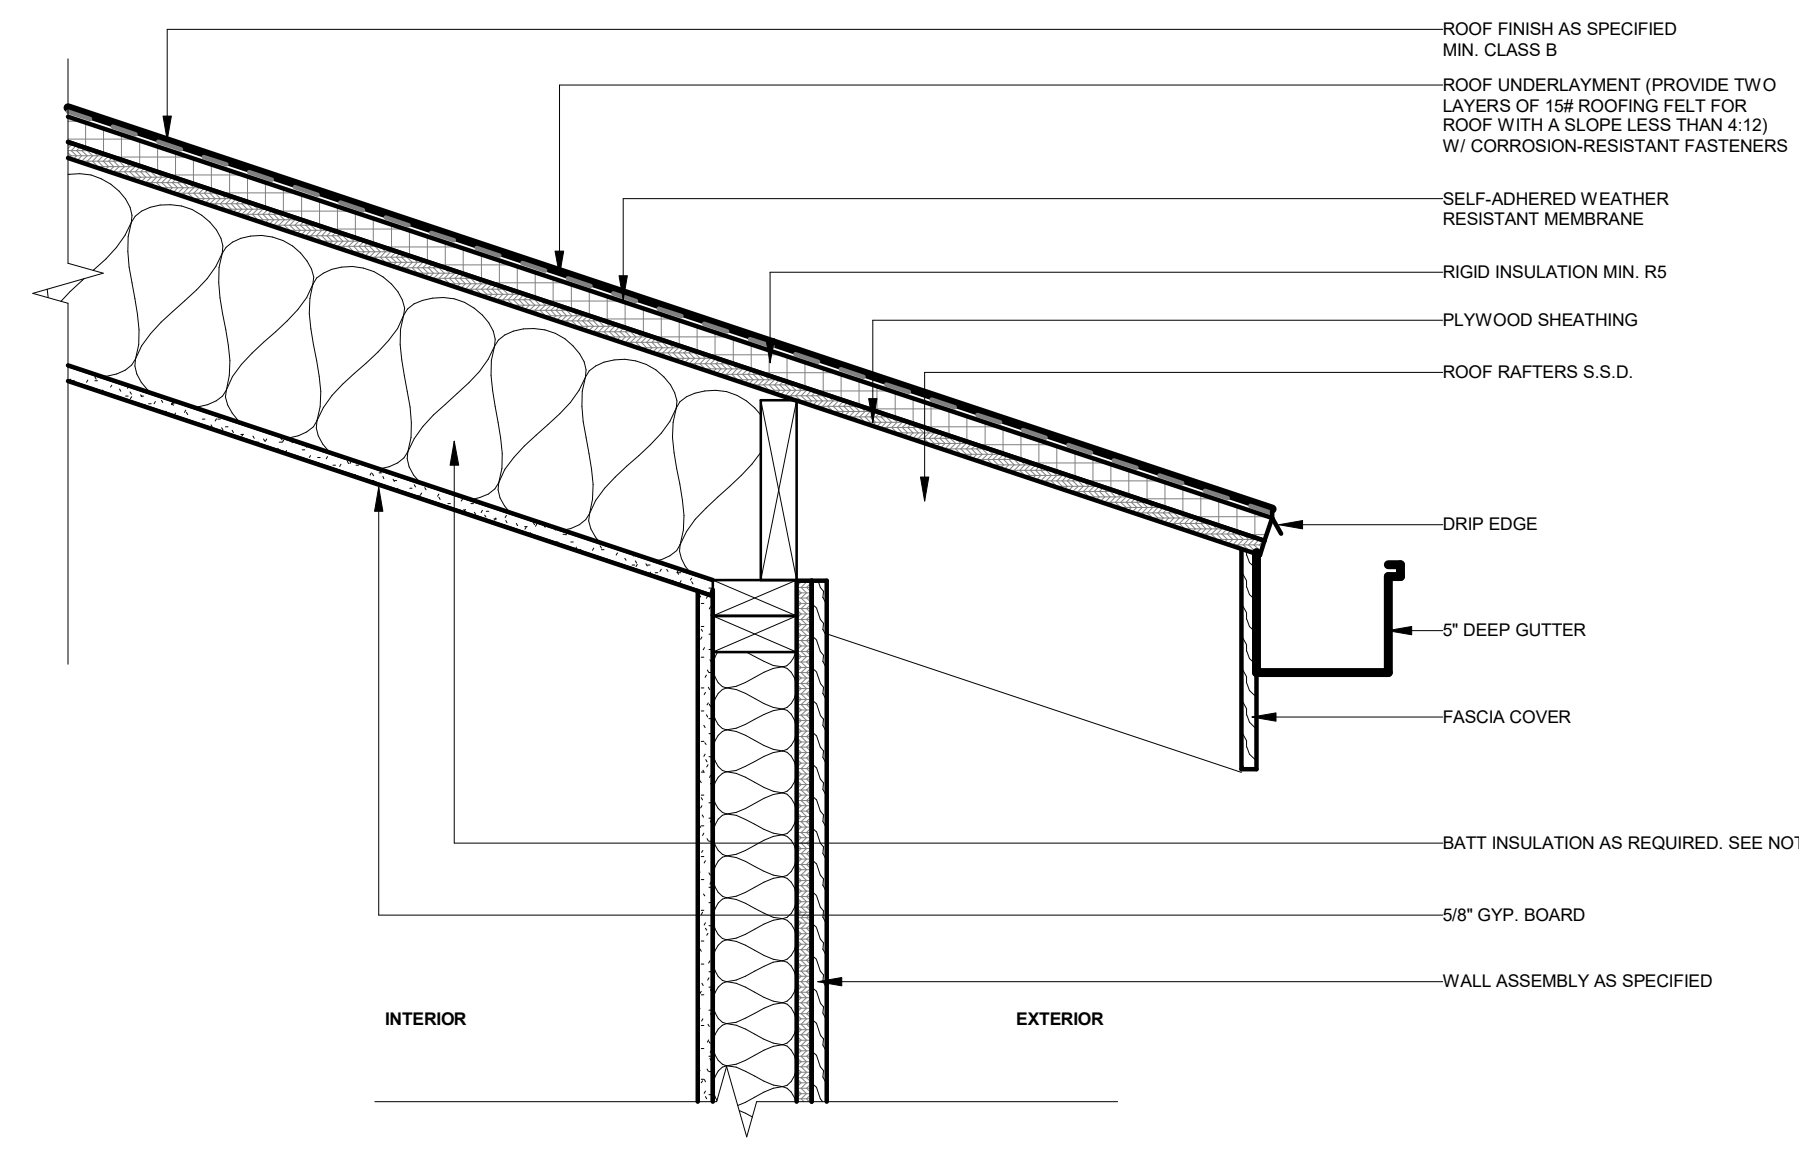 ROOF FINISH AS SPECIFIED
MIN. CLASS B
ROOF UNDERLAYMENT (PROVIDE TWO
LAYERS OF 15# ROOFING FELT FOR
ROOF WITH A SLOPE LESS THAN 4:12)
W/ CORROSION-RESISTANT FASTENERS
SELF-ADHERED WEATHER
RESISTANT MEMBRANE
RIGID INSULATION MIN. R5
PLYWOOD SHEATHING
ROOF RAFTERS S.S.D.
DRIP EDGE
5" DEEP GUTTER
FASCIA COVER
BATT INSULATION AS REQUIRED. SEE
5/8" GYP. BOARD
WALL ASSEMBLY AS SPECIFIED
INTERIOR
EXTERIOR